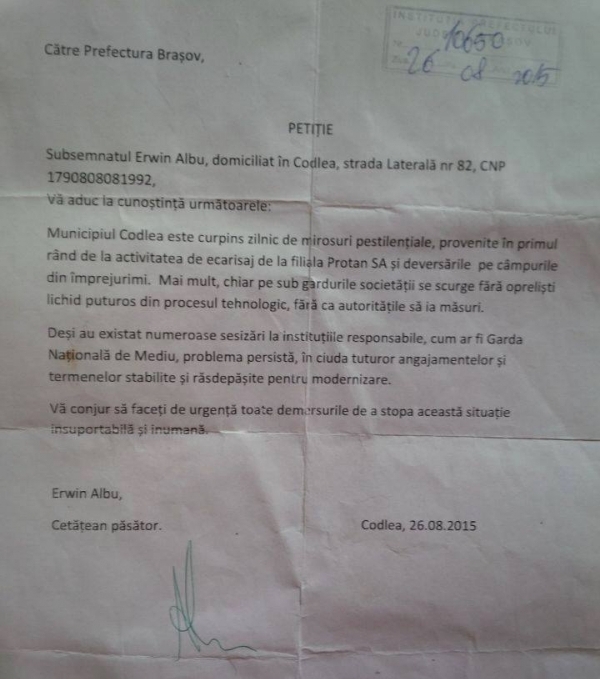 INSTITUȚIA PREFECTULUI
10650
26 08 2015
Către Prefectura Brașov,
PETIȚIE
Subsemnatul Erwin Albu, domiciliat în Codlea, strada Laterală nr 82, CNP
1790808081992,
Vă aduc la cunoștință următoarele:
Municipiul Codlea este curpins zilnic de mirosuri pestilențiale, provenite în primul
rând de la activitatea de ecarisaj de la filiala Protan SA și deversările pe câmpurile
din împrejurimi. Mai mult, chiar pe sub gardurile societății se scurge fără opreliști
lichid puturos din procesul tehnologic, fără ca autoritățile să ia măsuri.
Deși au existat numeroase sesizări la instituțiile responsabile, cum ar fi Garda
Națională de Mediu, problema persistă, în ciuda tuturor angajamentelor și
termenelor stabilite și răsdepășite pentru modernizare.
Vă conjur să faceți de urgență toate demersurile de a stopa această situație
insuportabilă și inumană.
Erwin Albu,
Cetățean păsător.
Codlea, 26.08.2015